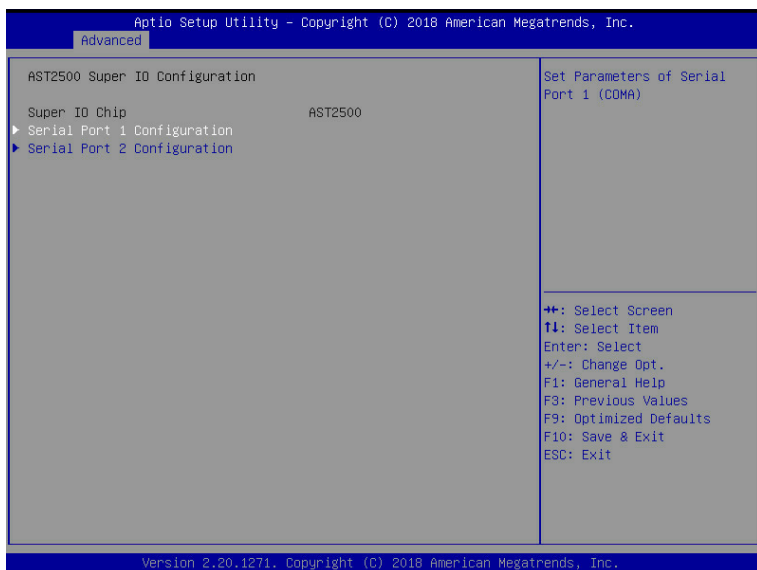 Aptio Setup Utility – Copyright (C) 2018 American Megatrends, Inc.
Advanced
AST2500 Super IO Configuration
Super IO Chip AST2500
Serial Port 1 Configuration
Serial Port 2 Configuration
Set Parameters of Serial
Port 1 (COMA)
→←: Select Screen
↑↓: Select Item
Enter: Select
+/-: Change Opt.
F1: General Help
F3: Previous Values
F9: Optimized Defaults
F10: Save & Exit
ESC: Exit
Version 2.20.1271. Copyright (C) 2018 American Megatrends, Inc.